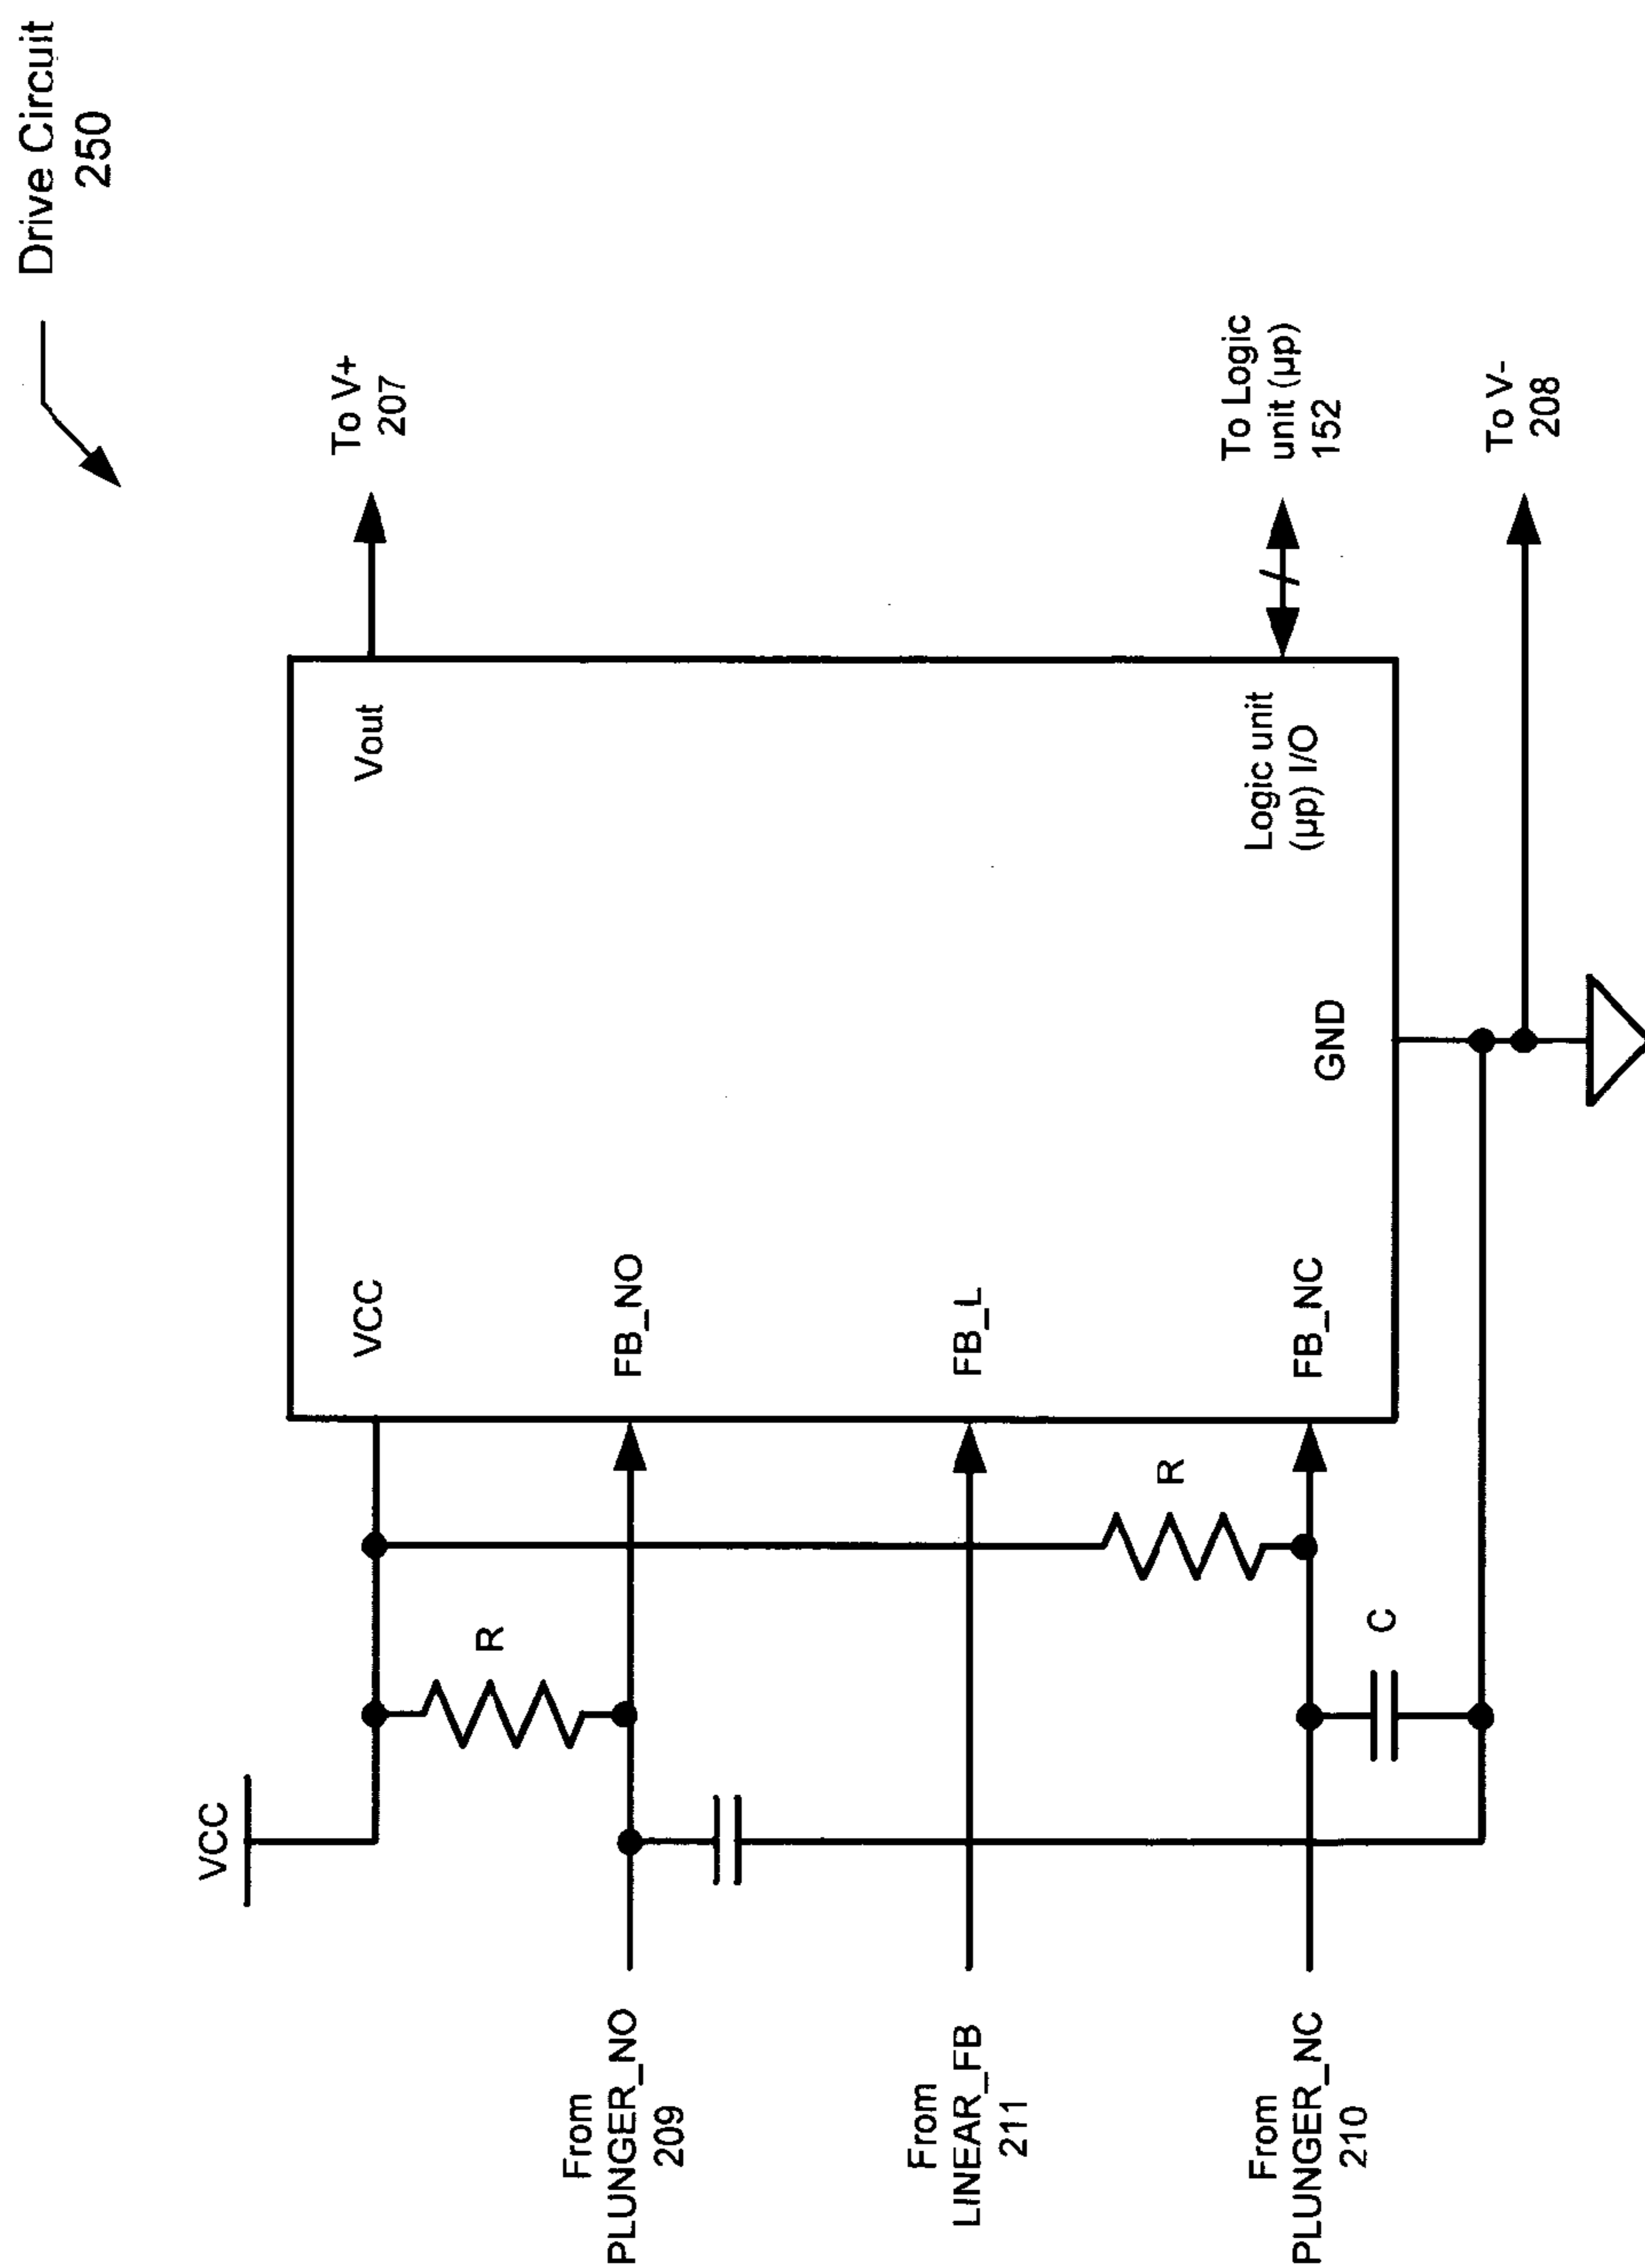 Drive Circuit
250
VCC
R
R
C
From
PLUNGER_NO
209
From
LINEAR_FB
211
From
PLUNGER_NC
210
VCC
FB_NO
FB_L
FB_NC
GND
Vout
Logic unit
(µp) I/O
To V+
207
To Logic
unit (µp)
152
To V-
208